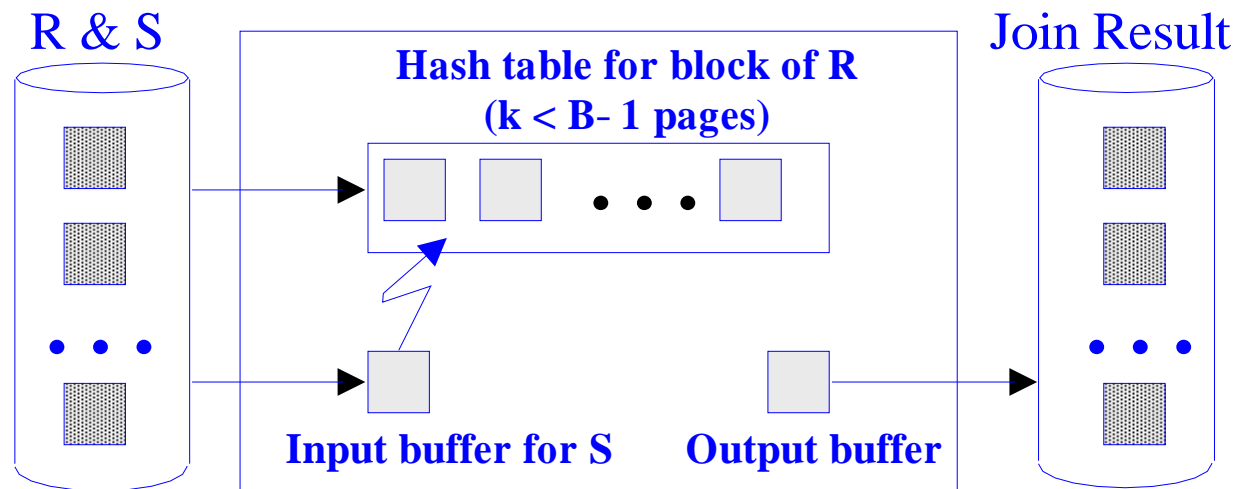 R & S
Join Result
Hash table for block of R
(k < B- 1 pages)
Input buffer for S
Output buffer